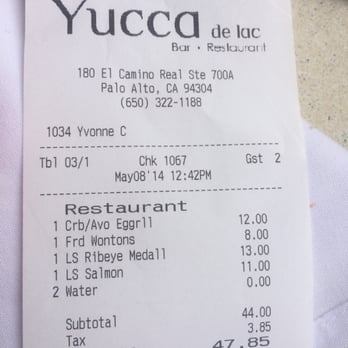 Yucca de lac
Bar • Restaurant
180 El Camino Real Ste 700A
Palo Alto, CA 94304
(650) 322-1188
1034 Yvonne C
Tbl 03/1 Chk 1067 Gst 2
May08'14 12:42PM
Restaurant
1 Crb/Avo Eggrll 12.00
1 Frd Wontons 8.00
1 LS Ribeye Medall 13.00
1 LS Salmon 11.00
2 Water 0.00
Subtotal 44.00
Tax 3.85
47.85